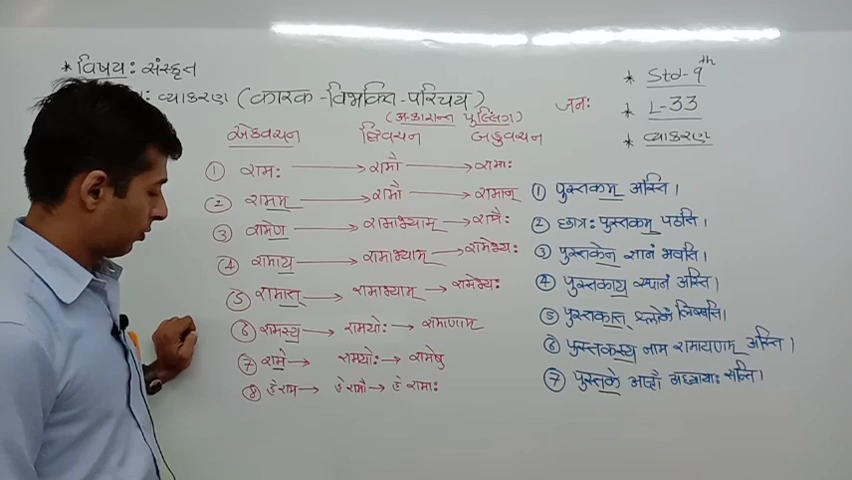 * विषय: संस्कृत
: व्याकरण (कारक-विभक्ति-परिचय)
(अ-कारान्त पुल्लिंग)
जनः
* Std-9th
* L-33
* व्याकरण
एकवचन द्विवचन बहुवचन
① रामः → रामौ → रामाः
② रामम् → रामौ → रामान्
③ रामेण → रामाभ्याम् → रामैः
④ रामाय → रामाभ्याम् → रामेभ्यः
⑤ रामात् → रामाभ्याम् → रामेभ्यः
⑥ रामस्य → रामयोः → रामाणाम्
⑦ रामे → रामयोः → रामेषु
⑧ हे राम → हे रामौ → हे रामाः
① पुस्तकम् अस्ति।
② छात्रः पुस्तकम् पठति।
③ पुस्तकेन ज्ञानं भवति।
④ पुस्तकाय स्थानं अस्ति।
⑤ पुस्तकात् श्लोकं लिखति।
⑥ पुस्तकस्य नाम रामायणम् अस्ति।
⑦ पुस्तके अष्टौ अध्यायाः सन्ति।